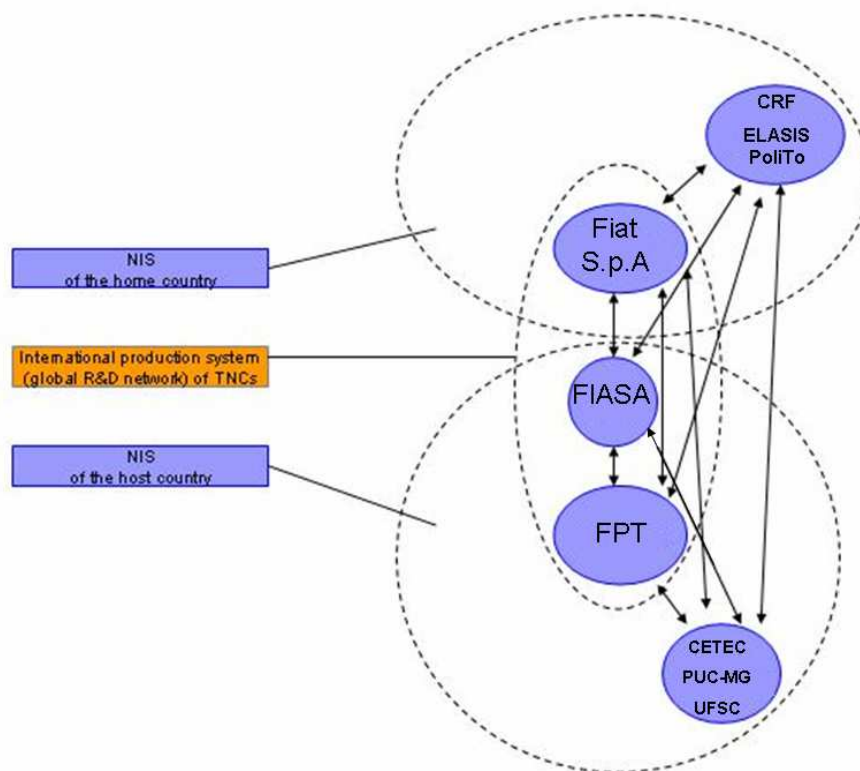 CRF
ELASIS
PoliTo
Fiat
S.p.A
NIS
of the home country
International production system
(global R&D network) of TNCs
FIASA
NIS
of the host country
FPT
CETEC
PUC-MG
UFSC